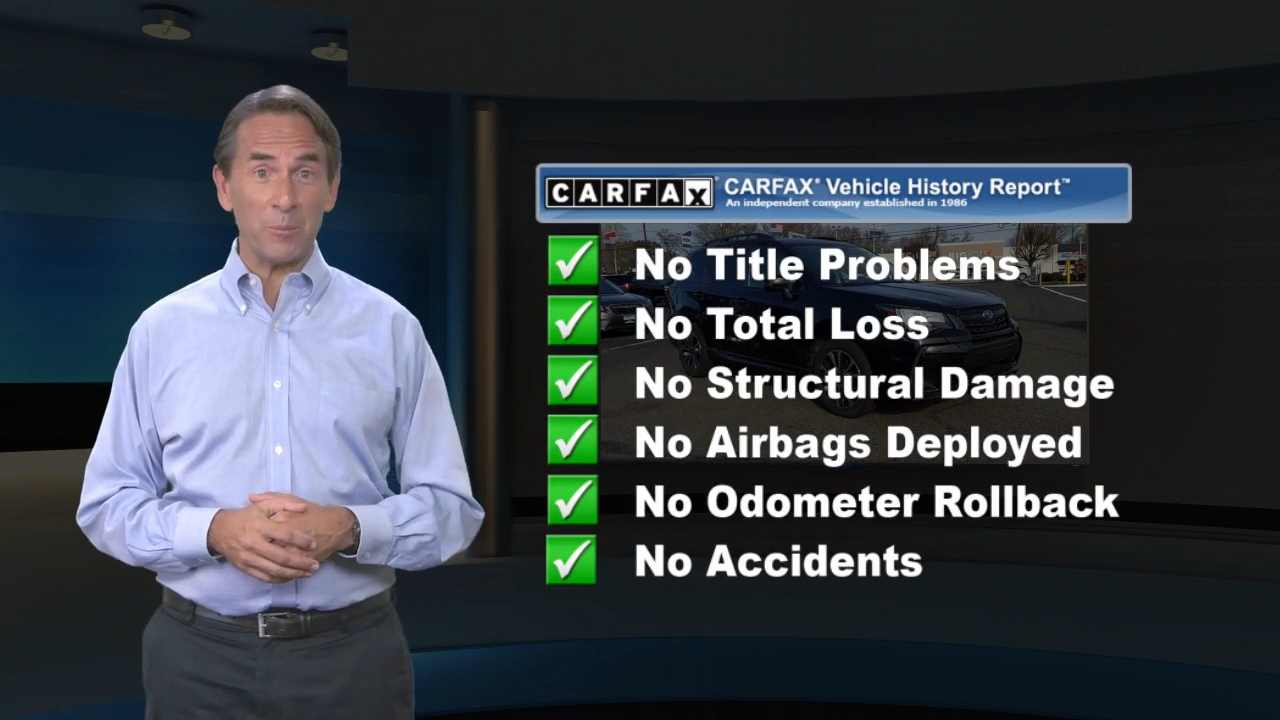 CARFAX® CARFAX® Vehicle History Report™
An independent company established in 1986
No Title Problems
No Total Loss
No Structural Damage
No Airbags Deployed
No Odometer Rollback
No Accidents